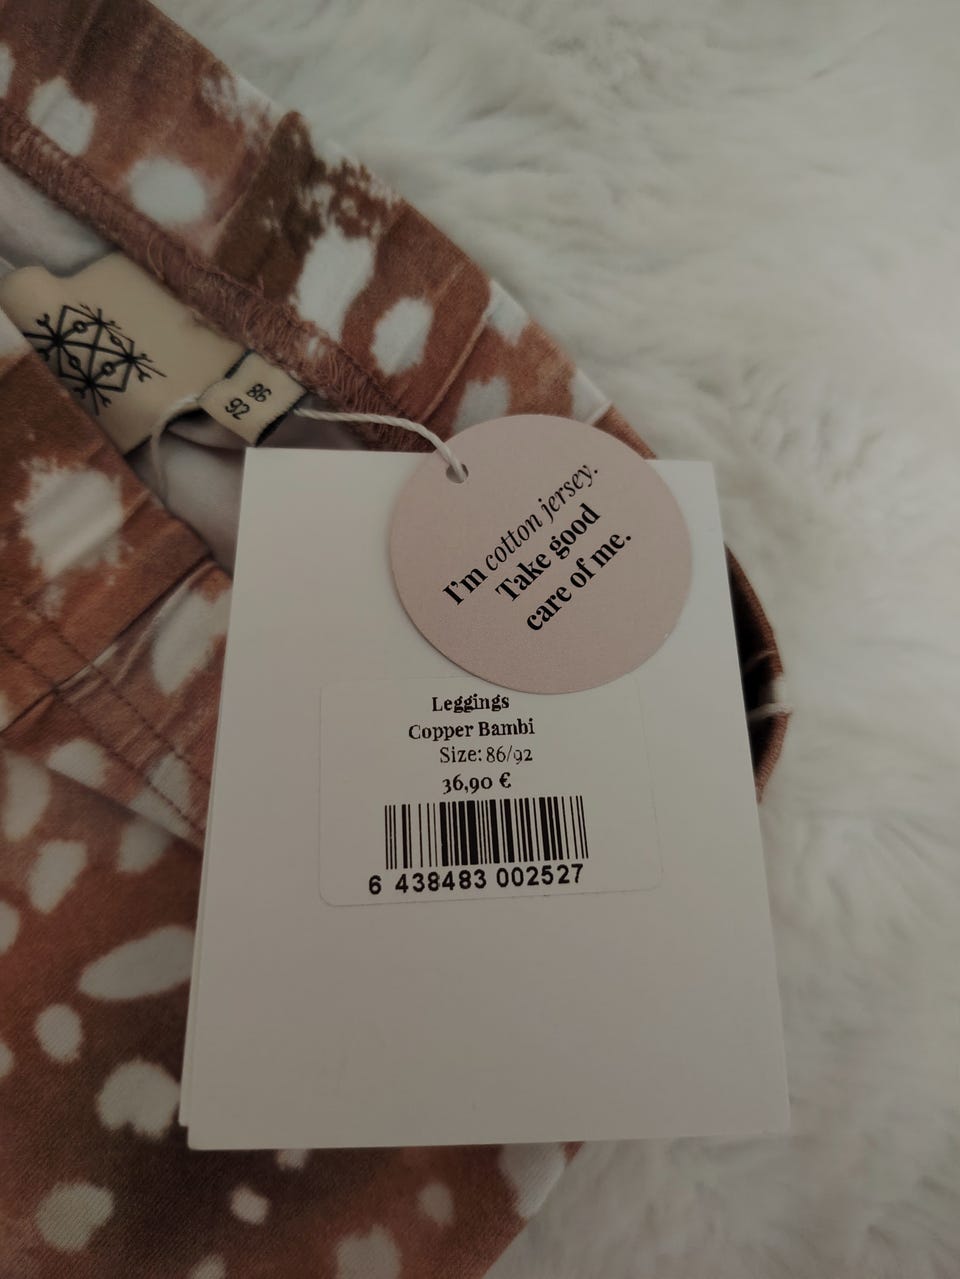 86
92
I'm cotton jersey.
Take good
care of me.
Leggings
Copper Bambi
Size: 86/92
36,90 €
6 438483 002527